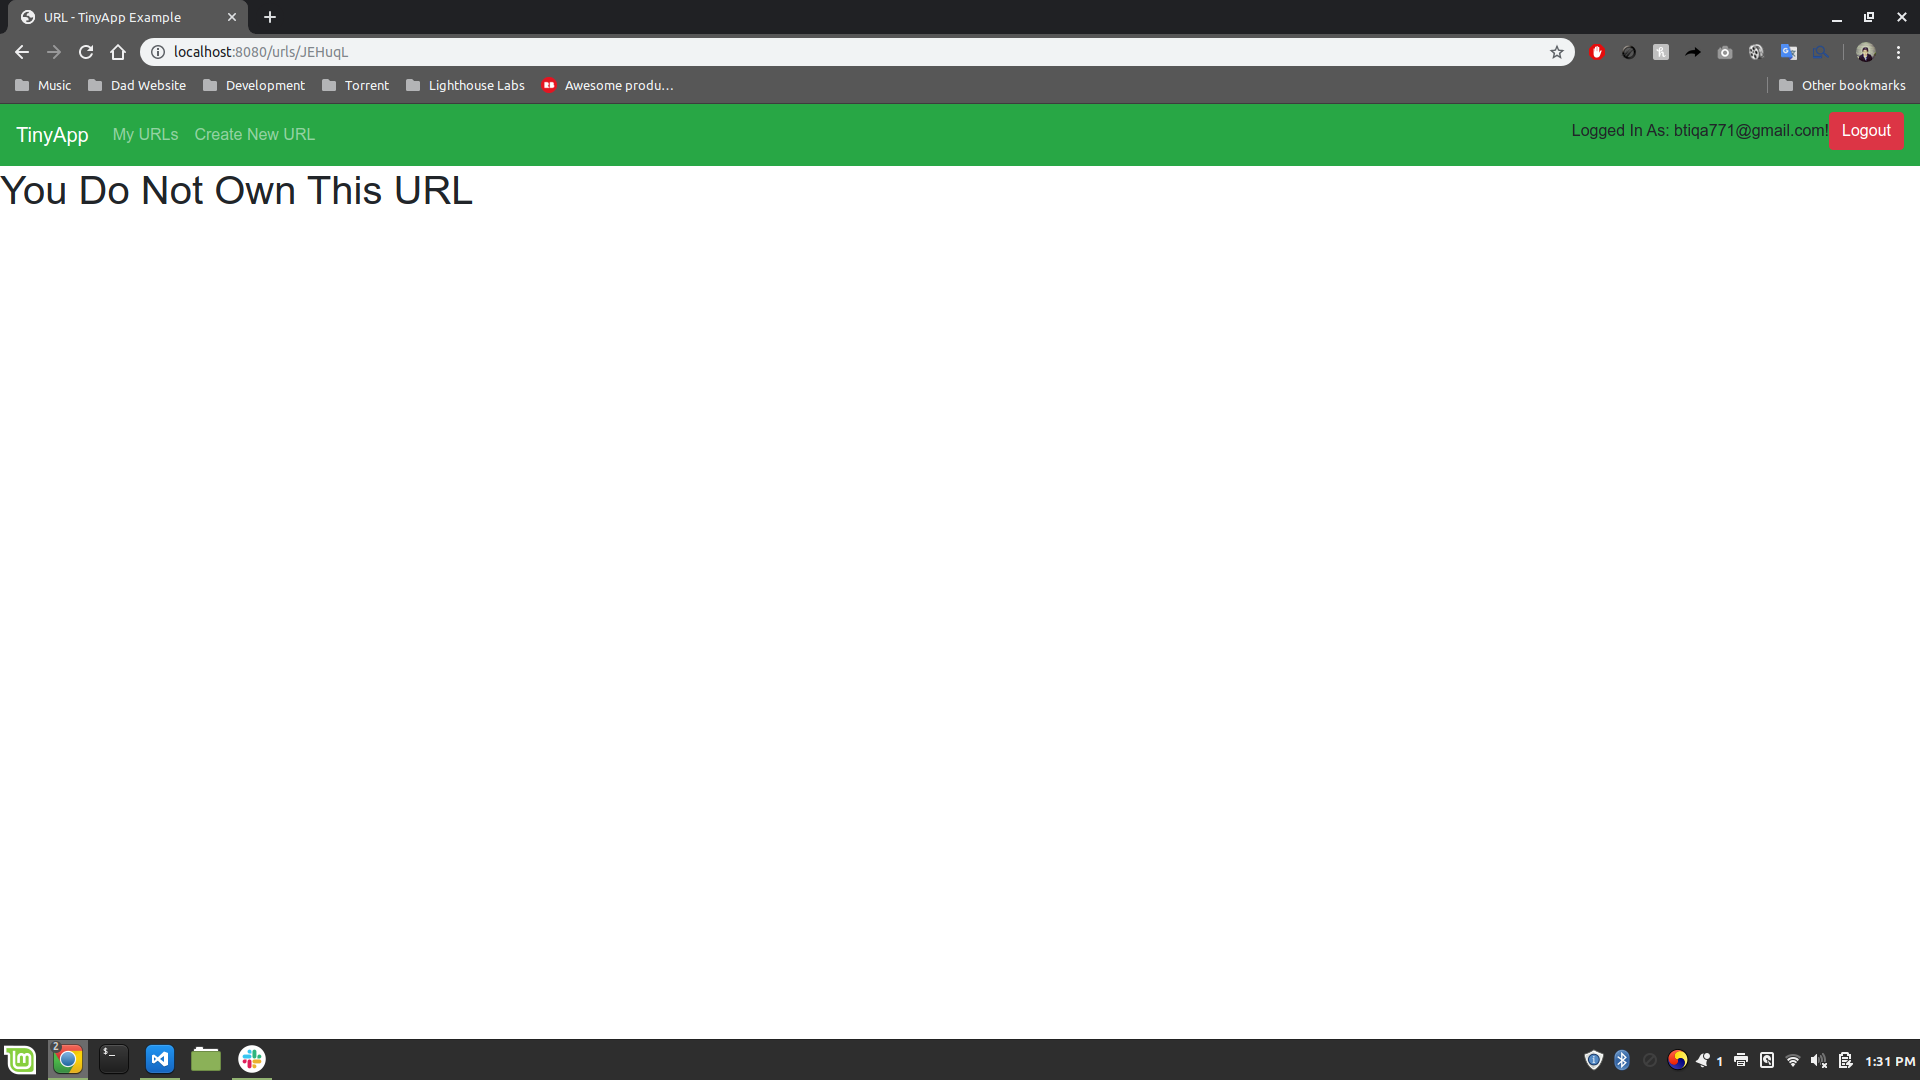 URL - TinyApp Example
localhost:8080/urls/JEHuqL
Music
Dad Website
Development
Torrent
Lighthouse Labs
Awesome produ…
Other bookmarks
TinyApp
My URLs
Create New URL
Logged In As: btiqa771@gmail.com!
Logout
You Do Not Own This URL
2
$_
1
1:31 PM